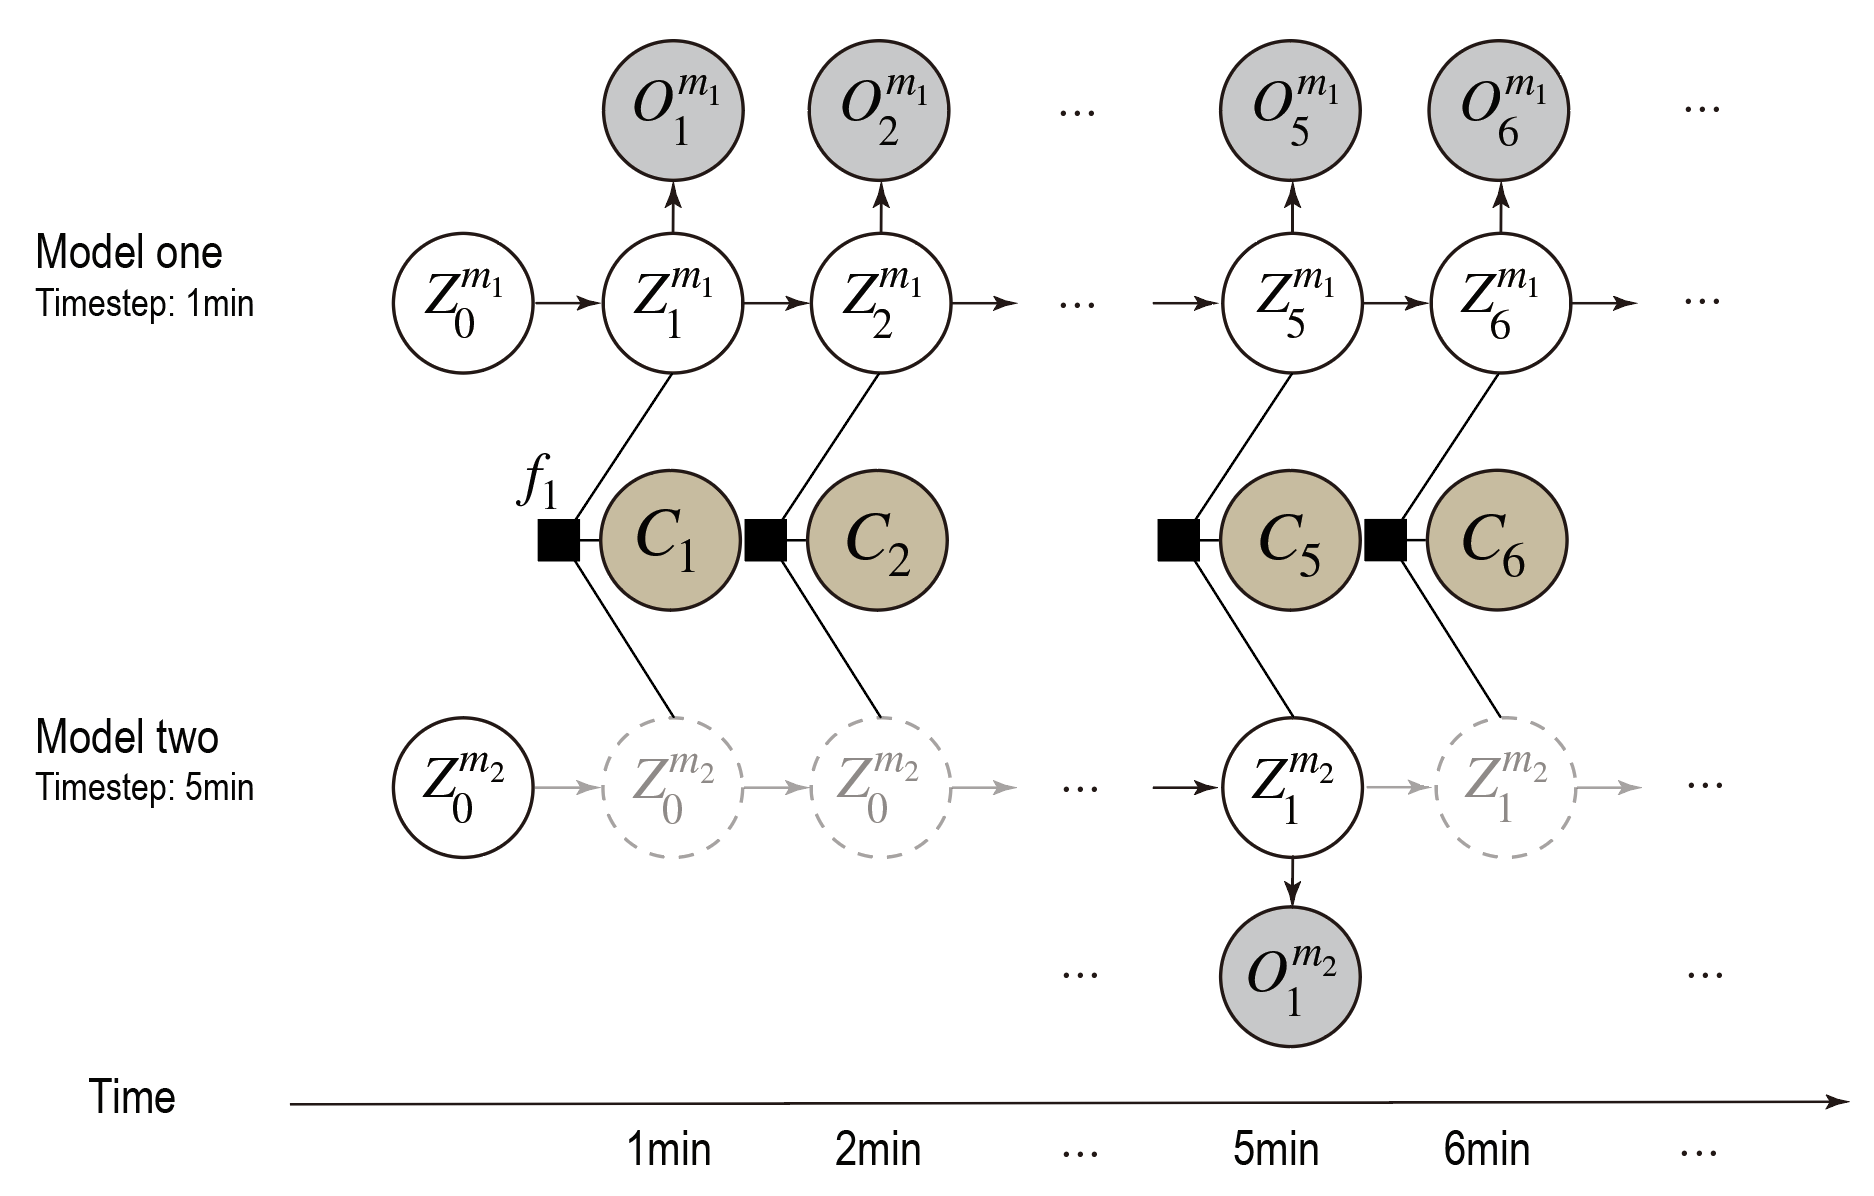 O_1^{m_1} O_2^{m_1} ... O_5^{m_1} O_6^{m_1} ...
Model one
Timestep: 1min
Z_0^{m_1} Z_1^{m_1} Z_2^{m_1} ... Z_5^{m_1} Z_6^{m_1} ...
f_1
C_1 C_2 C_5 C_6
Model two
Timestep: 5min
Z_0^{m_2} Z_0^{m_2} Z_0^{m_2} ... Z_1^{m_2} Z_1^{m_2} ...
... O_1^{m_2} ...
Time
1min 2min ... 5min 6min ...